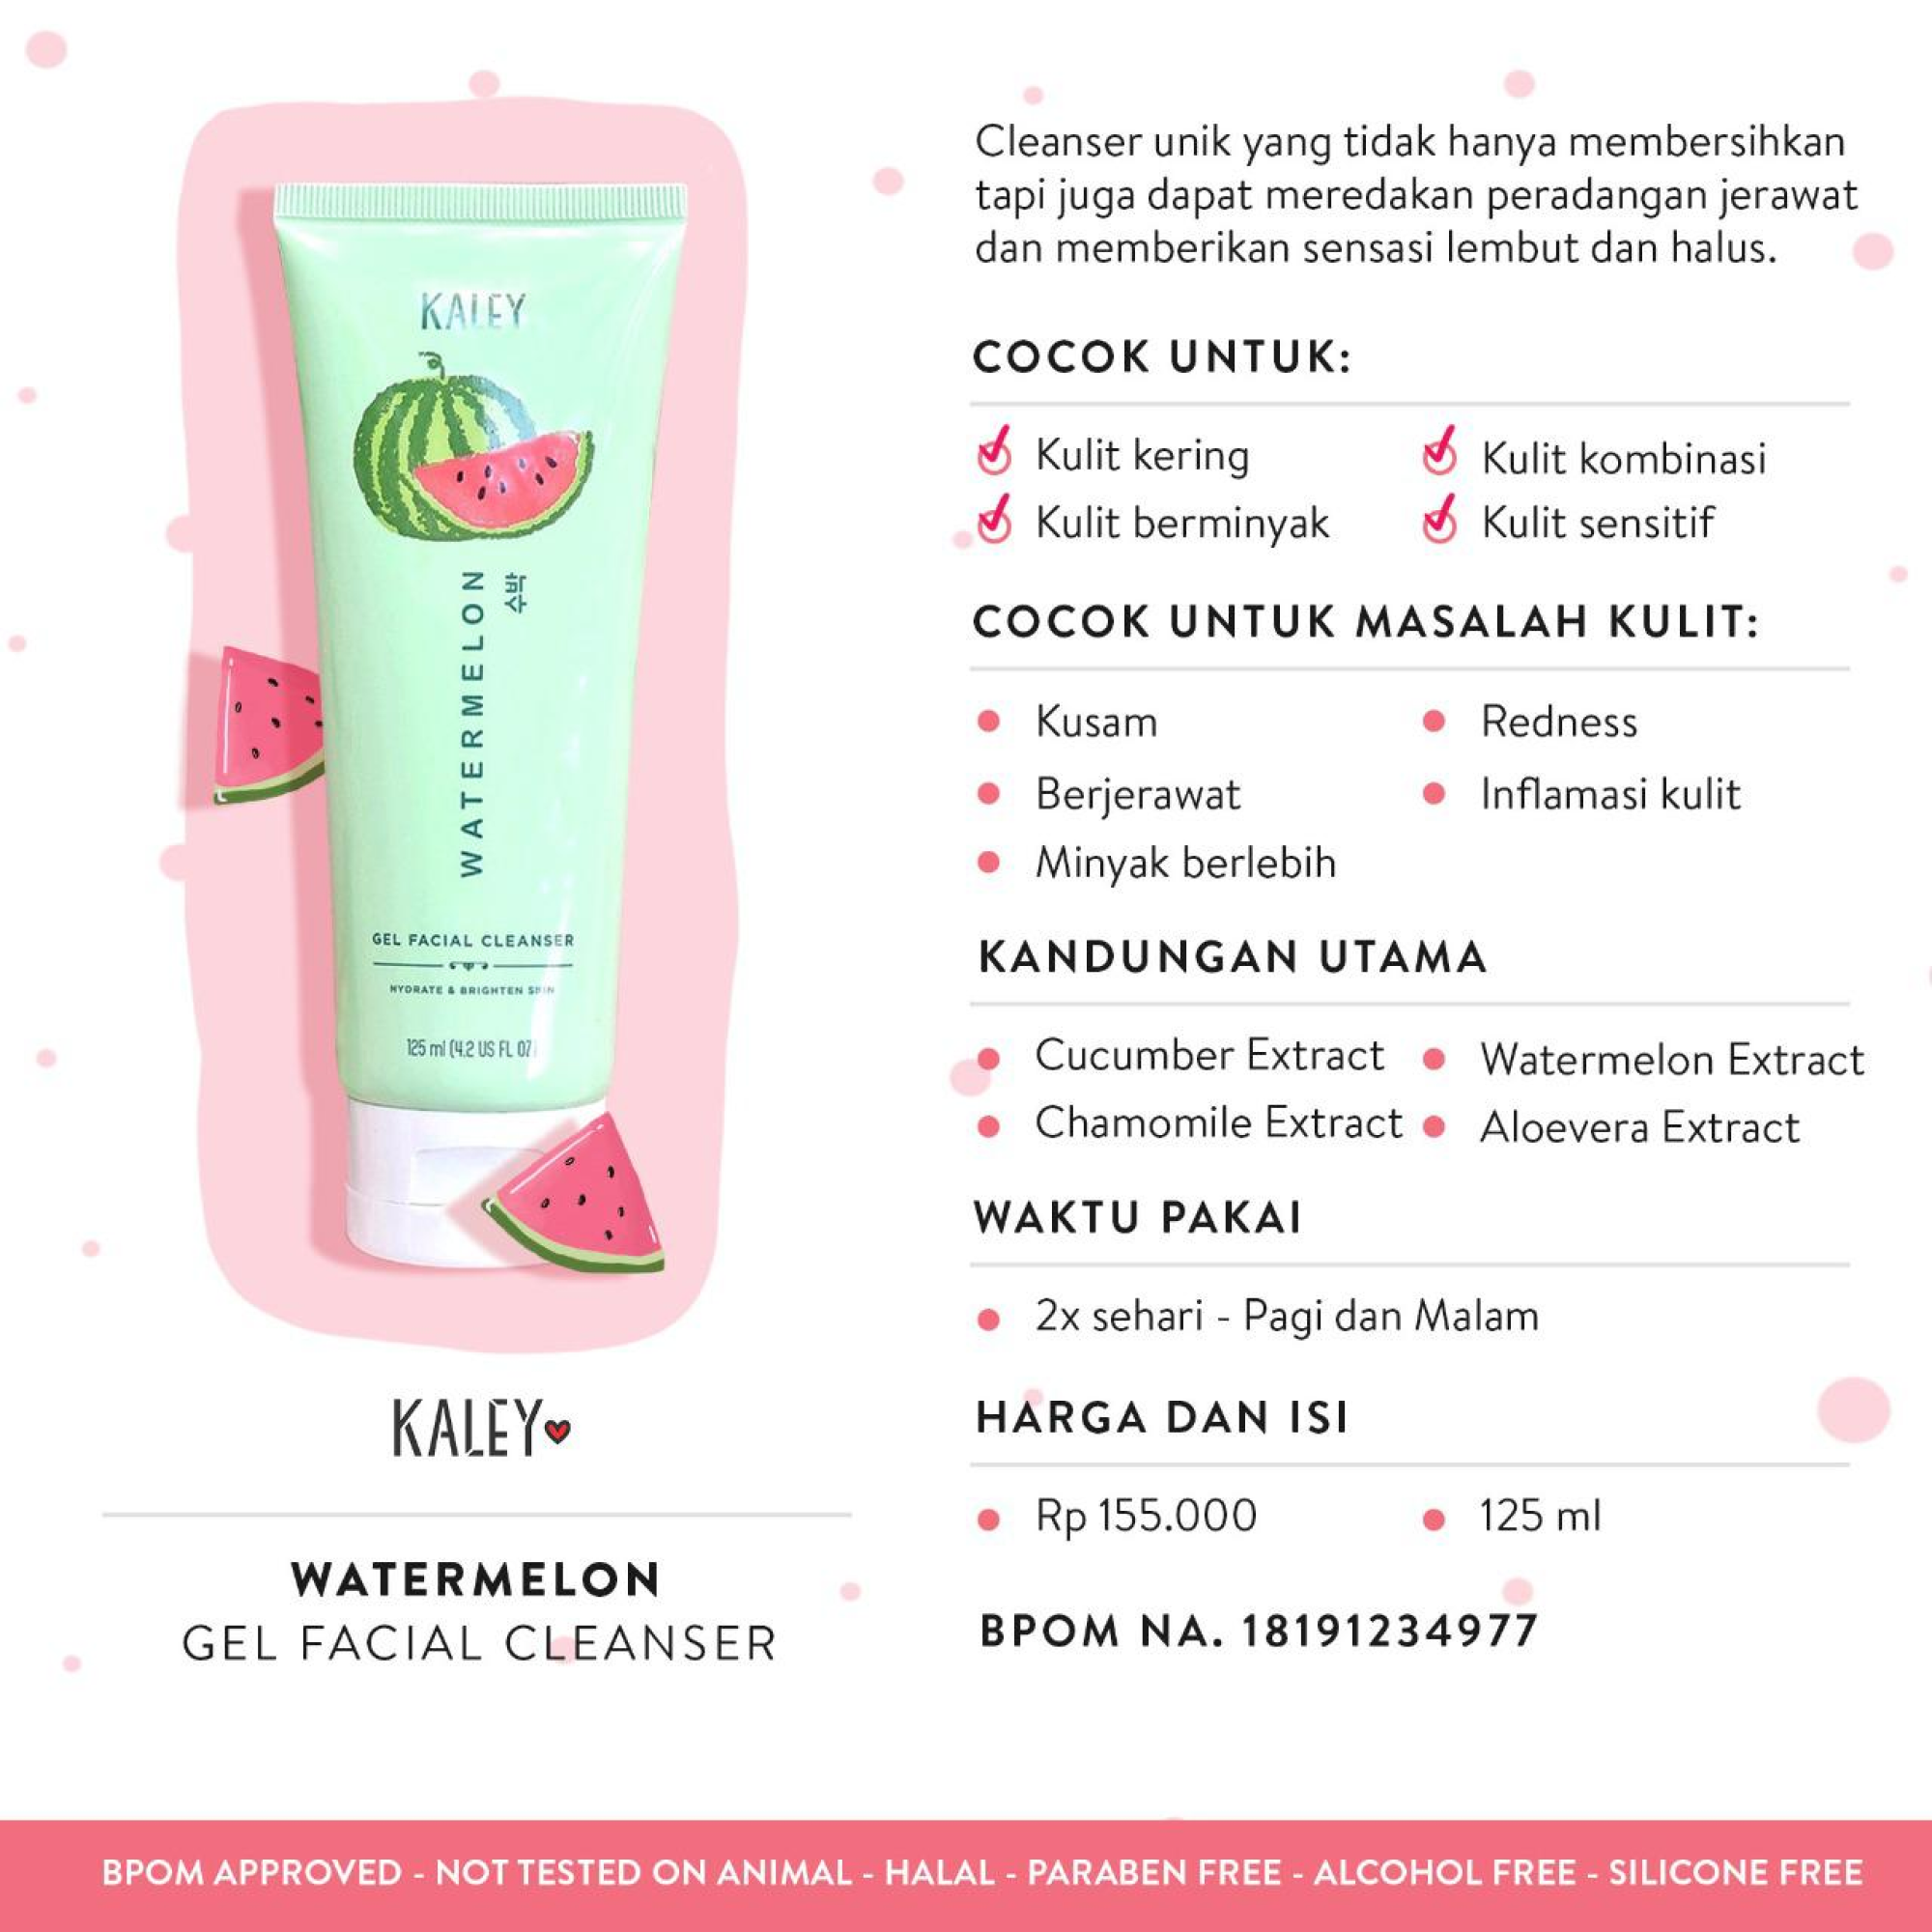 KALEY
WATERMELON
수박
GEL FACIAL CLEANSER
HYDRATE & BRIGHTEN SKIN
125 ml (4.2 US FL OZ)
KALEY
WATERMELON
GEL FACIAL CLEANSER
Cleanser unik yang tidak hanya membersihkan
tapi juga dapat meredakan peradangan jerawat
dan memberikan sensasi lembut dan halus.
COCOK UNTUK:
Kulit kering
Kulit kombinasi
Kulit berminyak
Kulit sensitif
COCOK UNTUK MASALAH KULIT:
Kusam
Redness
Berjerawat
Inflamasi kulit
Minyak berlebih
KANDUNGAN UTAMA
Cucumber Extract
Watermelon Extract
Chamomile Extract
Aloevera Extract
WAKTU PAKAI
2x sehari - Pagi dan Malam
HARGA DAN ISI
Rp 155.000
125 ml
BPOM NA. 18191234977
BPOM APPROVED - NOT TESTED ON ANIMAL - HALAL - PARABEN FREE - ALCOHOL FREE - SILICONE FREE